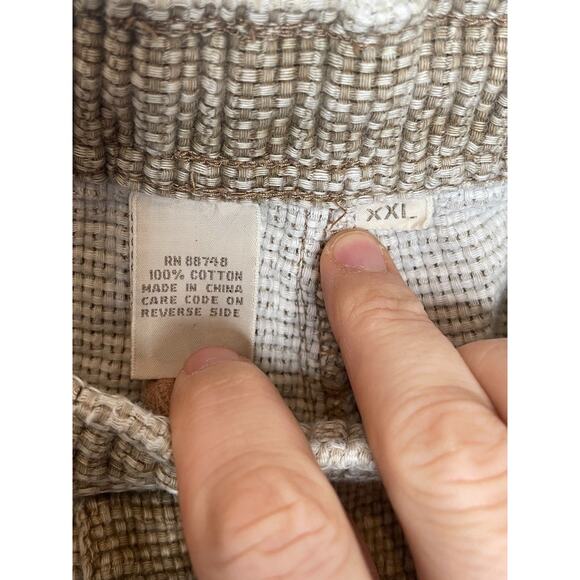 RN 88748
100% COTTON
MADE IN CHINA
CARE CODE ON
REVERSE SIDE
XXL